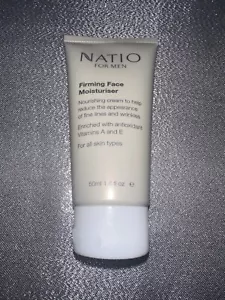 NATIO
FOR MEN
Firming Face
Moisturiser
Nourishing cream to help
reduce the appearance
of fine lines and wrinkles
Enriched with antioxidant
Vitamins A and E
For all skin types